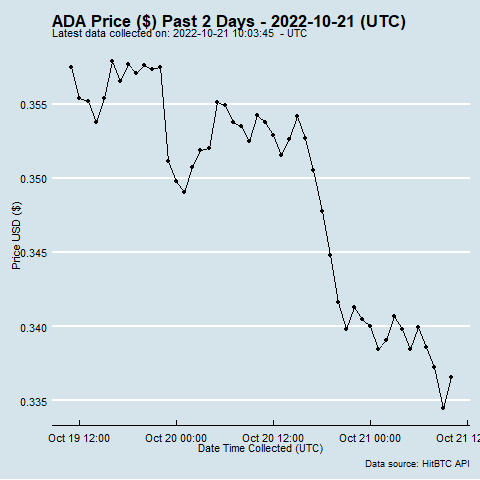 ADA Price ($) Past 2 Days - 2022-10-21 (UTC)
Latest data collected on: 2022-10-21 10:03:45 - UTC
Price USD ($)
0.355
0.350
0.345
0.340
0.335
Oct 19 12:00 Oct 20 00:00 Oct 20 12:00 Oct 21 00:00 Oct 21 12
Date Time Collected (UTC)
Data source: HitBTC API